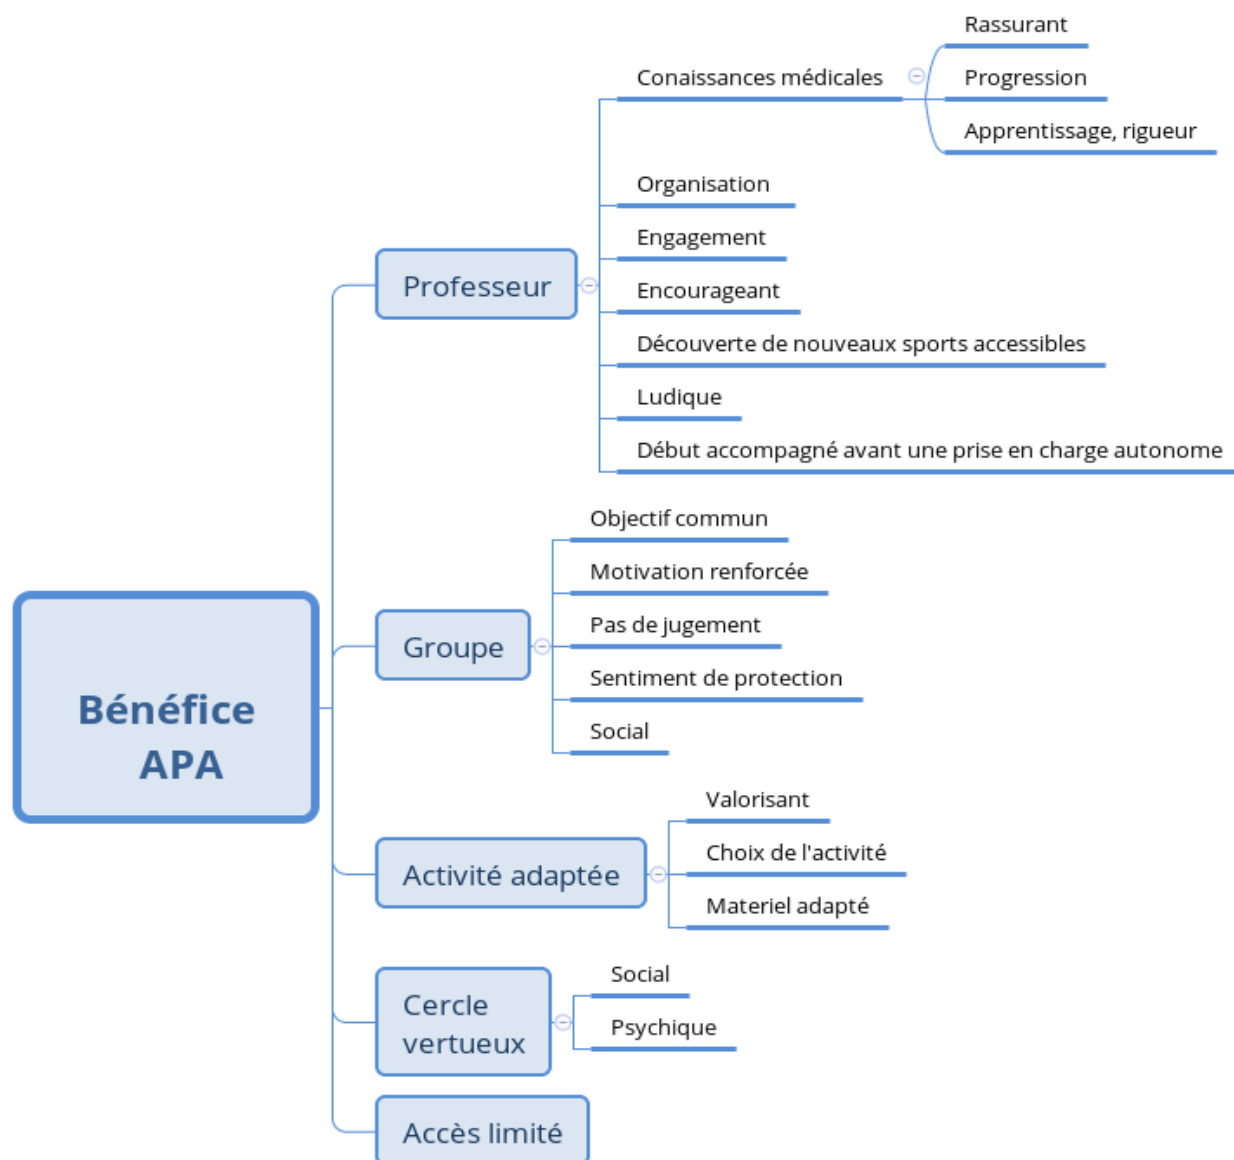 Rassurant
Conaissances médicales
Progression
Apprentissage, rigueur
Organisation
Engagement
Professeur
Encourageant
Découverte de nouveaux sports accessibles
Ludique
Début accompagné avant une prise en charge autonome
Objectif commun
Motivation renforcée
Pas de jugement
Groupe
Sentiment de protection
Social
Bénéfice
APA
Valorisant
Choix de l'activité
Activité adaptée
Materiel adapté
Social
Cercle
vertueux
Psychique
Accès limité